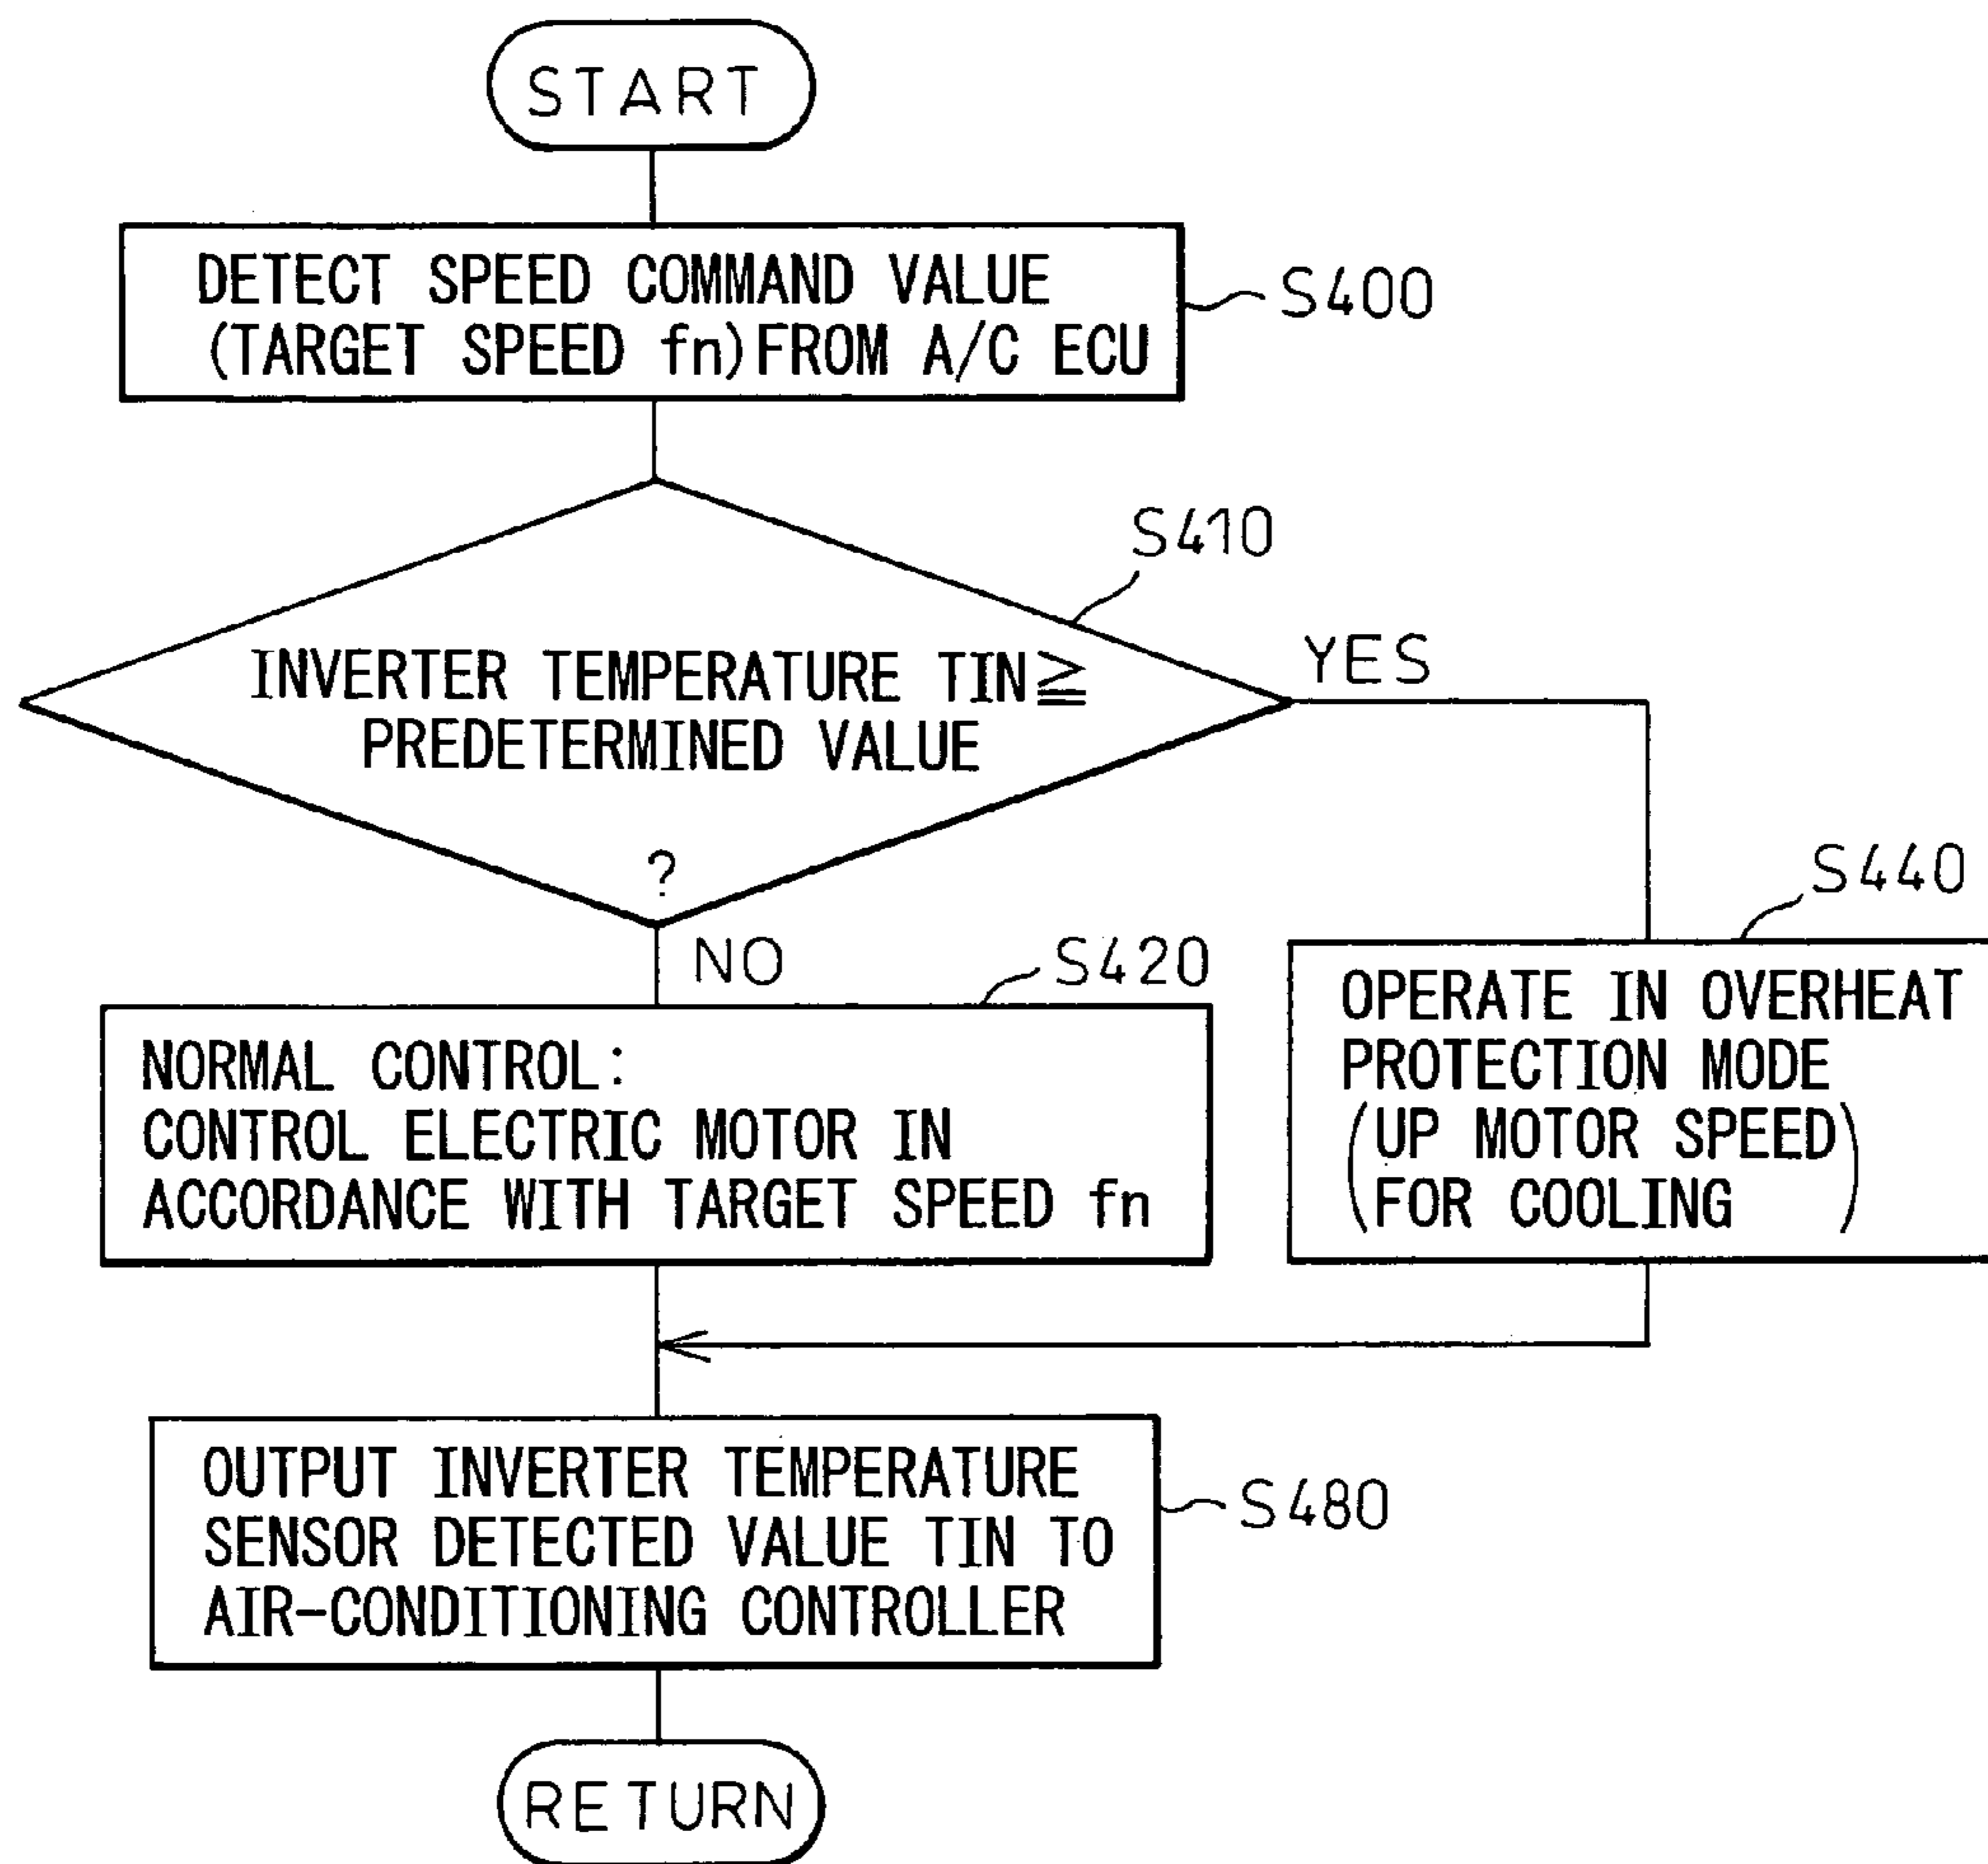 START
DETECT SPEED COMMAND VALUE
(TARGET SPEED fn) FROM A/C ECU
S400
S410
INVERTER TEMPERATURE TIN≧
PREDETERMINED VALUE
?
YES
NO
S420
NORMAL CONTROL:
CONTROL ELECTRIC MOTOR IN
ACCORDANCE WITH TARGET SPEED fn
S440
OPERATE IN OVERHEAT
PROTECTION MODE
(UP MOTOR SPEED
FOR COOLING)
OUTPUT INVERTER TEMPERATURE
SENSOR DETECTED VALUE TIN TO
AIR-CONDITIONING CONTROLLER
S480
RETURN